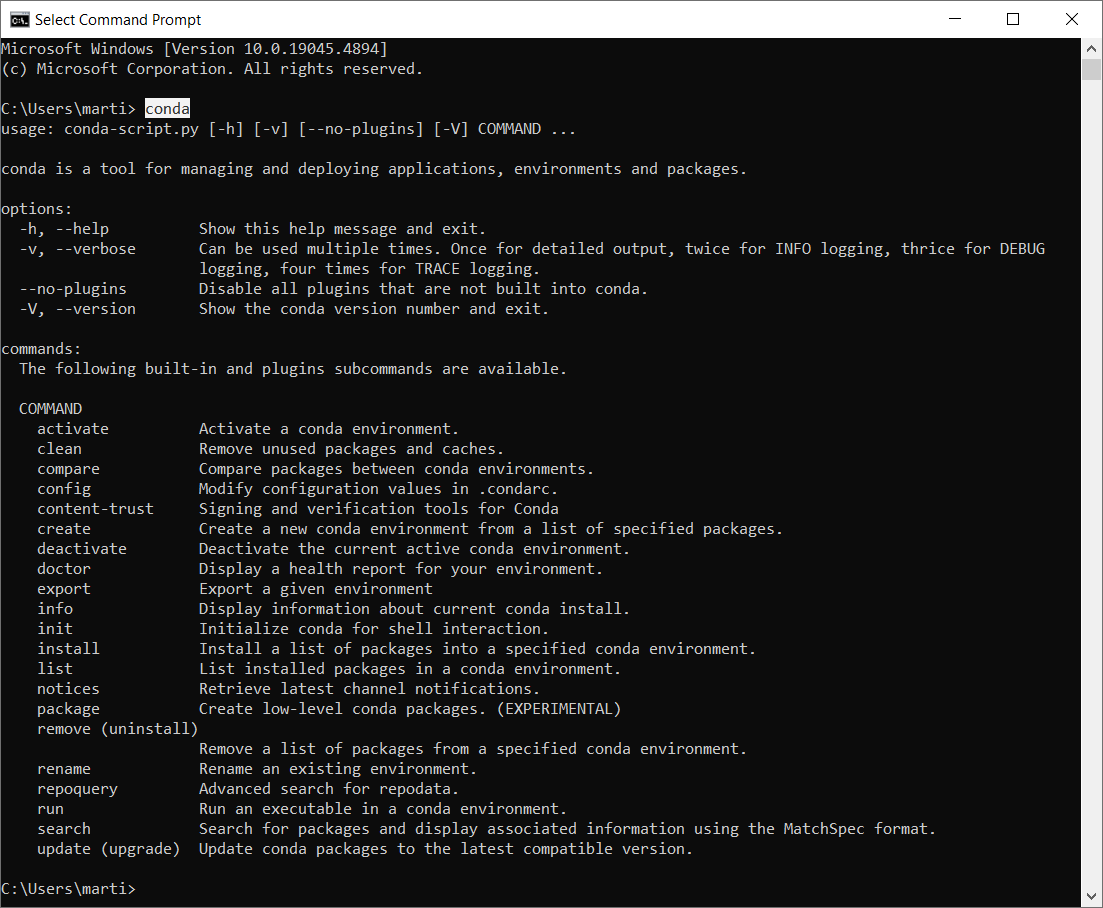 Select Command Prompt
Microsoft Windows [Version 10.0.19045.4894]
(c) Microsoft Corporation. All rights reserved.
C:\Users\marti> conda
usage: conda-script.py [-h] [-v] [--no-plugins] [-V] COMMAND ...
conda is a tool for managing and deploying applications, environments and packages.
options:
-h, --help Show this help message and exit.
-v, --verbose Can be used multiple times. Once for detailed output, twice for INFO logging, thrice for DEBUG
logging, four times for TRACE logging.
--no-plugins Disable all plugins that are not built into conda.
-V, --version Show the conda version number and exit.
commands:
The following built-in and plugins subcommands are available.
COMMAND
activate Activate a conda environment.
clean Remove unused packages and caches.
compare Compare packages between conda environments.
config Modify configuration values in .condarc.
content-trust Signing and verification tools for Conda
create Create a new conda environment from a list of specified packages.
deactivate Deactivate the current active conda environment.
doctor Display a health report for your environment.
export Export a given environment
info Display information about current conda install.
init Initialize conda for shell interaction.
install Install a list of packages into a specified conda environment.
list List installed packages in a conda environment.
notices Retrieve latest channel notifications.
package Create low-level conda packages. (EXPERIMENTAL)
remove (uninstall)
Remove a list of packages from a specified conda environment.
rename Rename an existing environment.
repoquery Advanced search for repodata.
run Run an executable in a conda environment.
search Search for packages and display associated information using the MatchSpec format.
update (upgrade) Update conda packages to the latest compatible version.
C:\Users\marti>